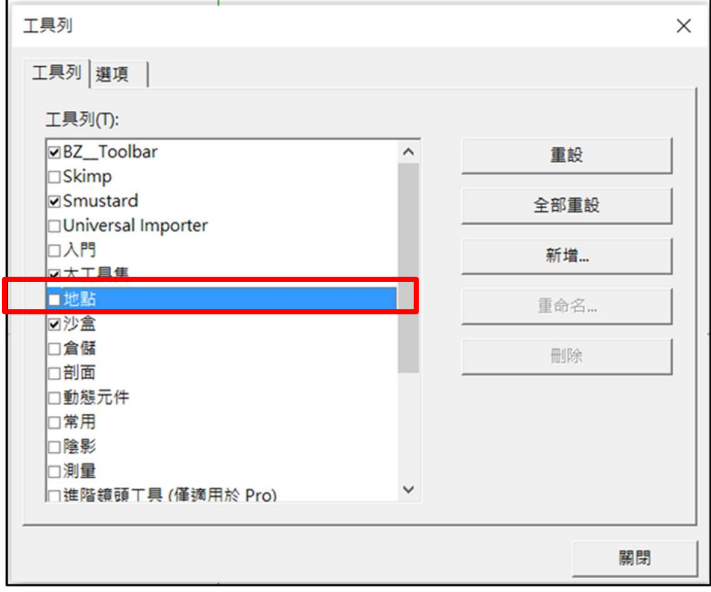 工具列
工具列 選項
工具列(T):
BZ__Toolbar
Skimp
Smustard
Universal Importer
入門
大工具集
地點
沙盒
倉儲
剖面
動態元件
常用
陰影
測量
進階鏡頭工具 (僅適用於 Pro)
重設
全部重設
新增...
重命名...
刪除
關閉